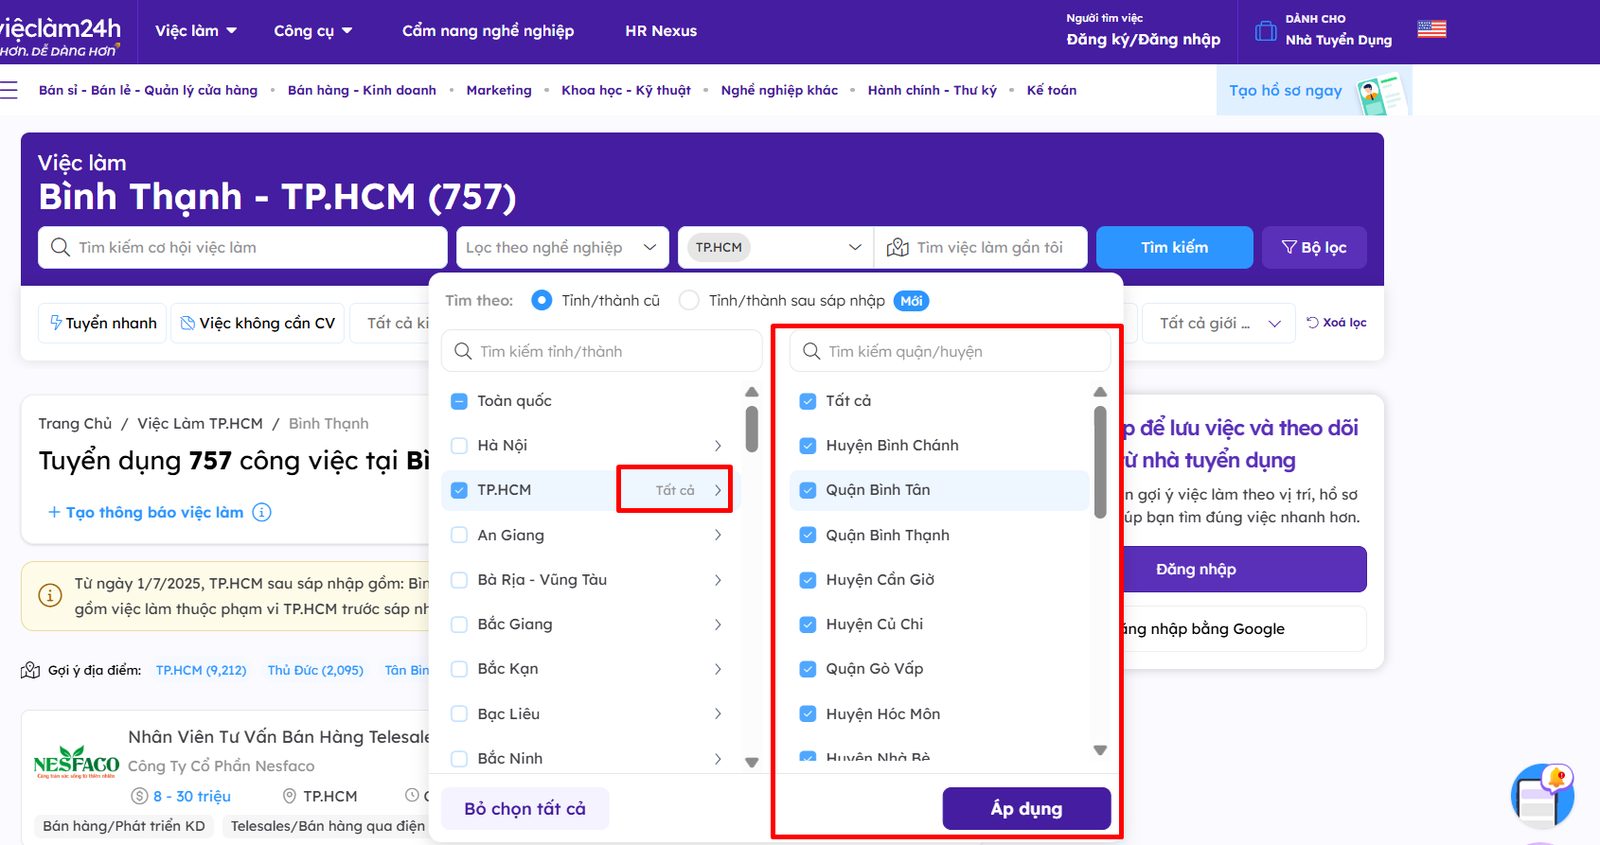 việclàm24h
HƠN, DỄ DÀNG HƠN
Việc làm
Công cụ
Cẩm nang nghề nghiệp
HR Nexus
Người tìm việc
Đăng ký/Đăng nhập
DÀNH CHO
Nhà Tuyển Dụng
Bán sỉ - Bán lẻ - Quản lý cửa hàng • Bán hàng - Kinh doanh • Marketing • Khoa học - Kỹ thuật • Nghề nghiệp khác • Hành chính - Thư ký • Kế toán
Tạo hồ sơ ngay
Việc làm
Bình Thạnh - TP.HCM (757)
Tìm kiếm cơ hội việc làm
Lọc theo nghề nghiệp
TP.HCM
Tìm việc làm gần tôi
Tìm kiếm
Bộ lọc
Tuyển nhanh
Việc không cần CV
Tất cả ki
Tất cả giới ...
Xoá lọc
Tìm theo:
Tỉnh/thành cũ
Tỉnh/thành sau sáp nhập
Mới
Tìm kiếm tỉnh/thành
Toàn quốc
Hà Nội
TP.HCM
Tất cả
An Giang
Bà Rịa - Vũng Tàu
Bắc Giang
Bắc Kạn
Bạc Liêu
Bắc Ninh
Bỏ chọn tất cả
Tìm kiếm quận/huyện
Tất cả
Huyện Bình Chánh
Quận Bình Tân
Quận Bình Thạnh
Huyện Cần Giờ
Huyện Củ Chi
Quận Gò Vấp
Huyện Hóc Môn
Huyện Nhà Bè
Áp dụng
Trang Chủ / Việc Làm TP.HCM / Bình Thạnh
Tuyển dụng 757 công việc tại Bì
+ Tạo thông báo việc làm
Từ ngày 1/7/2025, TP.HCM sau sáp nhập gồm: Bìn
gồm việc làm thuộc phạm vi TP.HCM trước sáp nh
Gợi ý địa điểm: TP.HCM (9,212) Thủ Đức (2,095) Tân Bìn
NESFACO
Nhân Viên Tư Vấn Bán Hàng Telesale
Công Ty Cổ Phần Nesfaco
8 - 30 triệu
TP.HCM
Bán hàng/Phát triển KD
Telesales/Bán hàng qua điện
p để lưu việc và theo dõi
từ nhà tuyển dụng
n gợi ý việc làm theo vị trí, hồ sơ
úp bạn tìm đúng việc nhanh hơn.
Đăng nhập
ăng nhập bằng Google